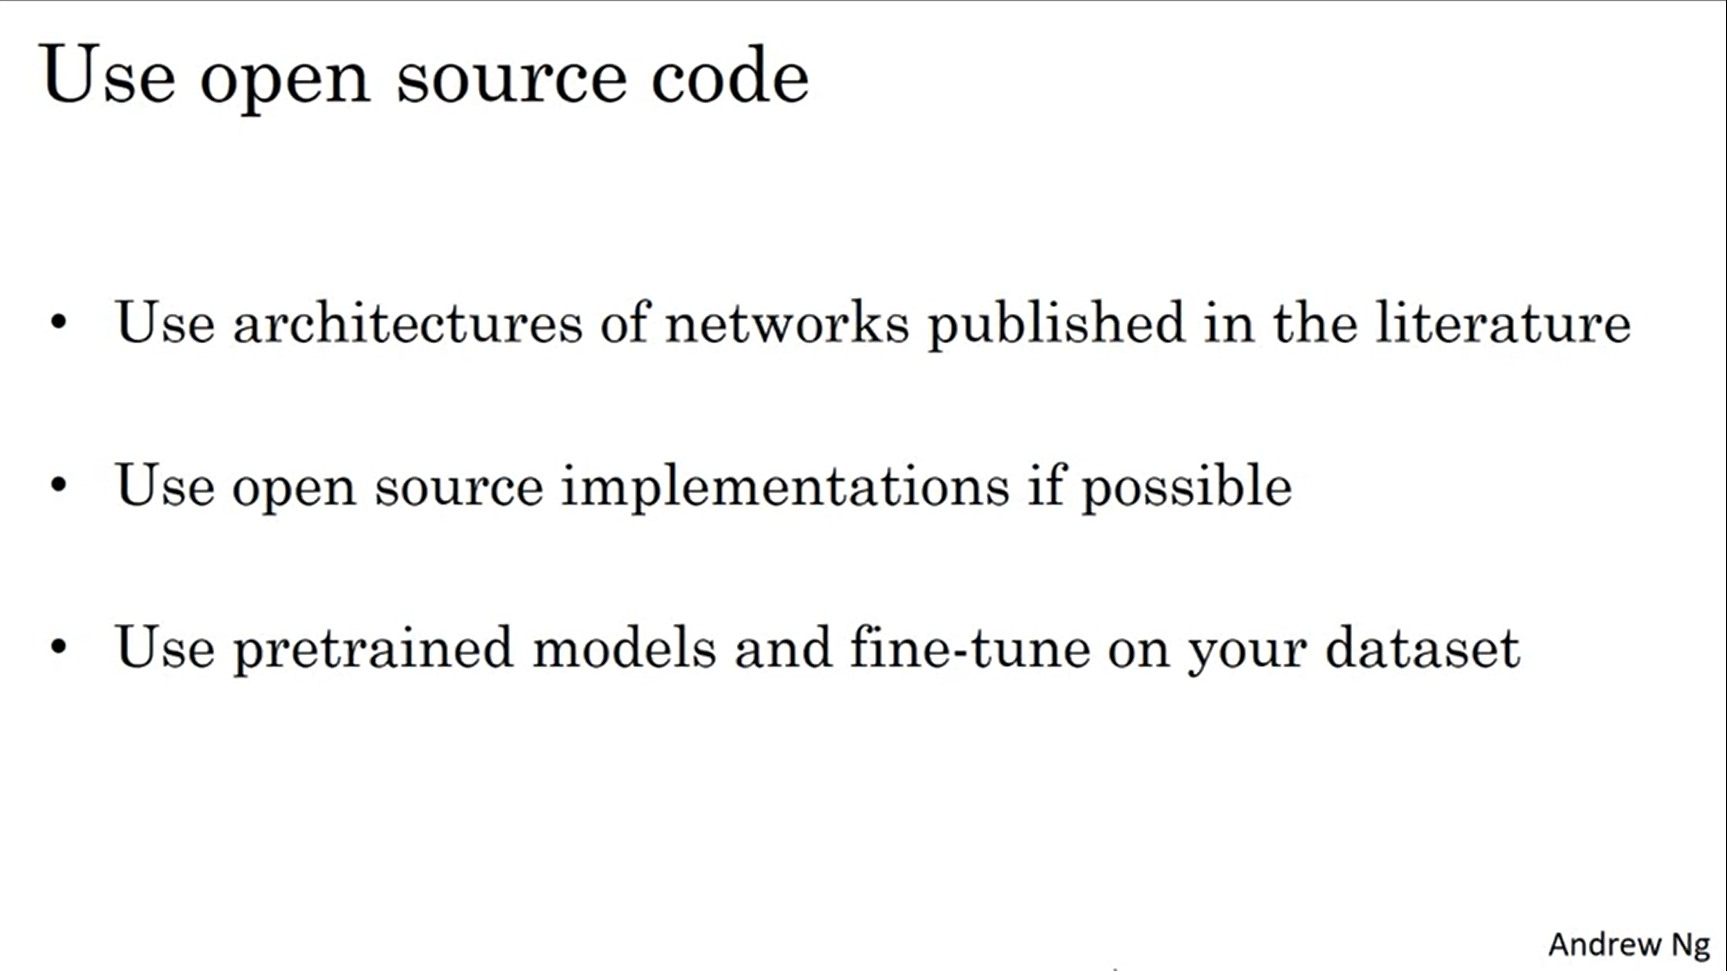 Use open source code
• Use architectures of networks published in the literature
• Use open source implementations if possible
• Use pretrained models and fine-tune on your dataset
Andrew Ng